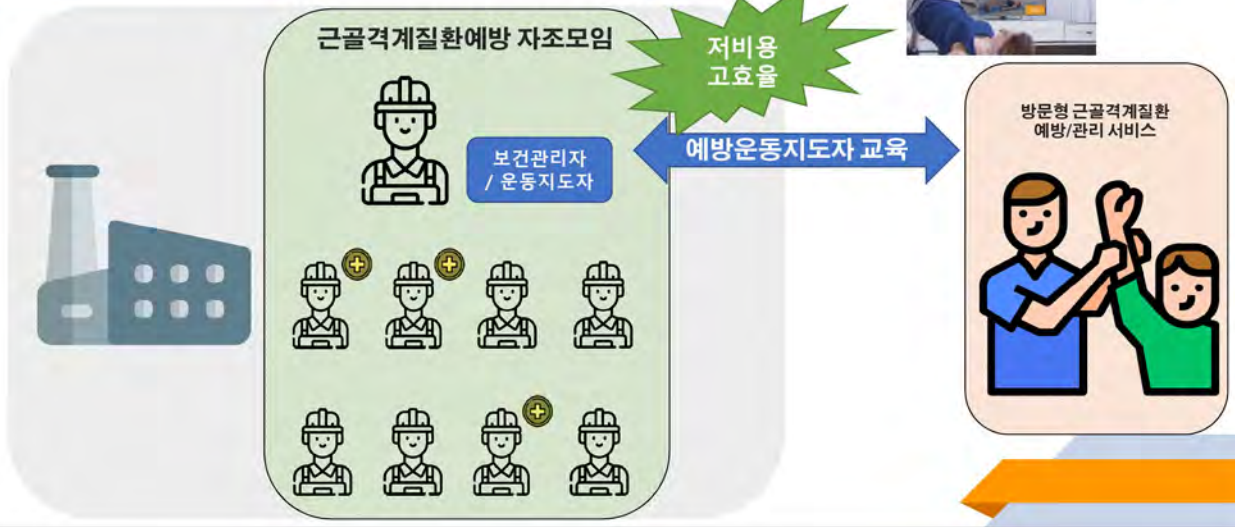 근골격계질환예방 자조모임
저비용
고효율
보건관리자
/ 운동지도자
예방운동지도자 교육
방문형 근골격계질환
예방/관리 서비스